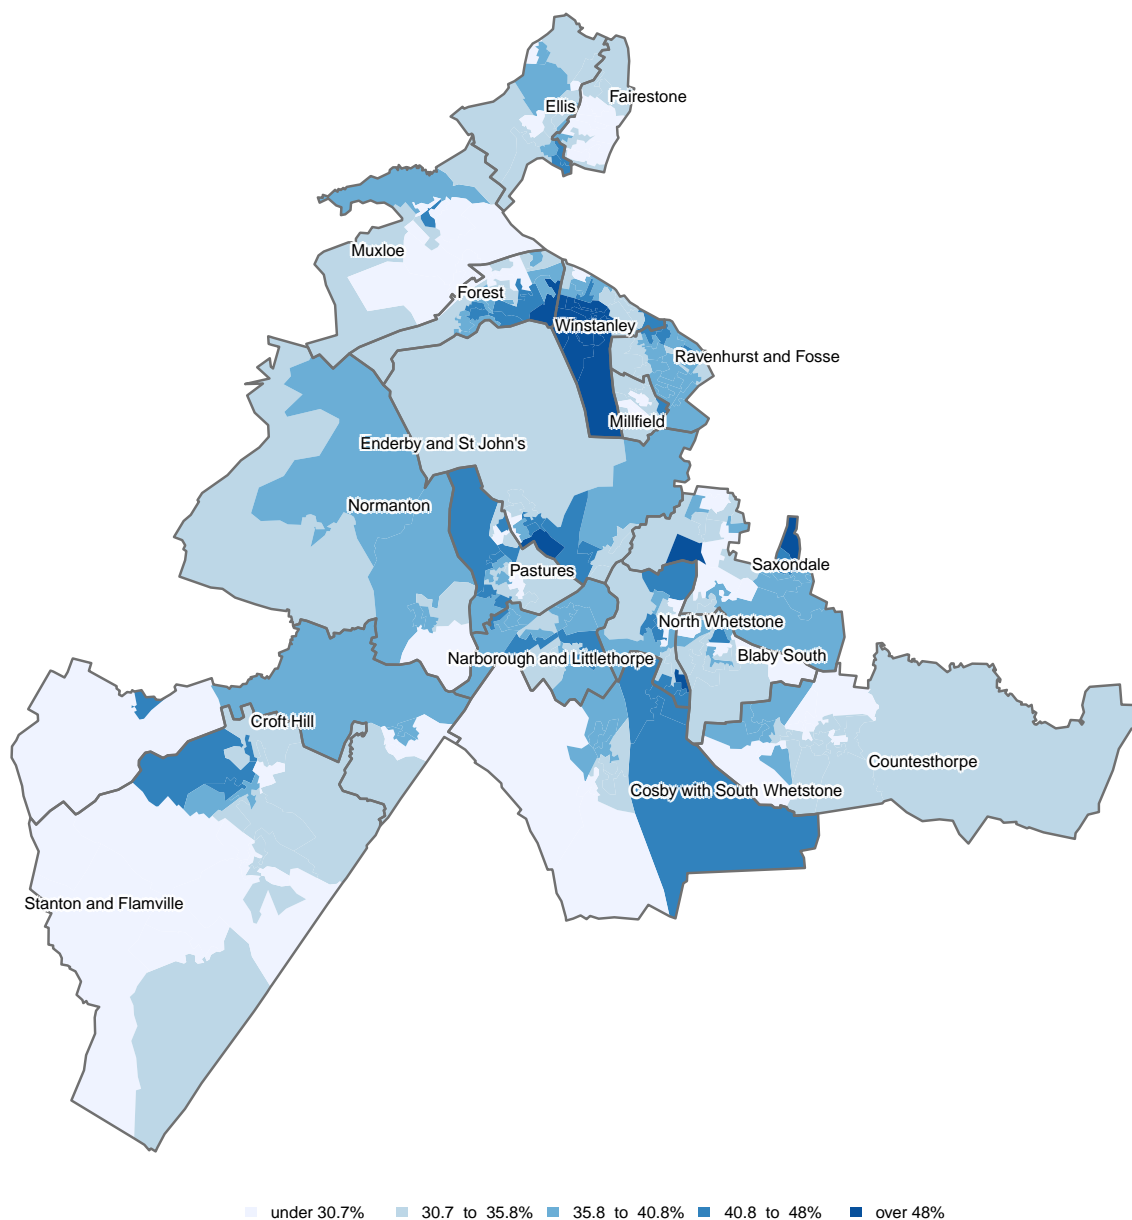 Fairestone
Ellis
Muxloe
Forest
Winstanley
Ravenhurst and Fosse
Millfield
Enderby and St John's
Normanton
Saxondale
Pastures
North Whetstone
Narborough and Littlethorpe
Blaby South
Croft Hill
Countesthorpe
Cosby with South Whetstone
Stanton and Flamville
under 30.7% 30.7 to 35.8% 35.8 to 40.8% 40.8 to 48% over 48%